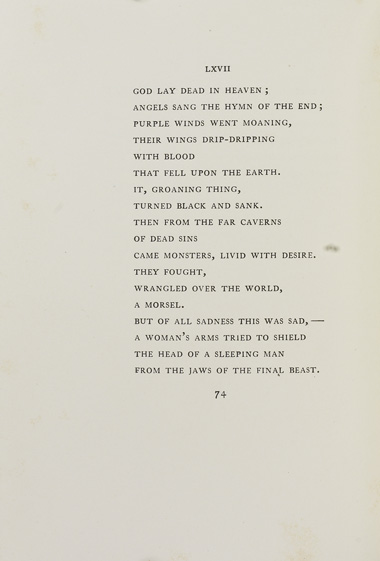 LXVII
GOD LAY DEAD IN HEAVEN;
ANGELS SANG THE HYMN OF THE END;
PURPLE WINDS WENT MOANING,
THEIR WINGS DRIP-DRIPPING
WITH BLOOD
THAT FELL UPON THE EARTH.
IT, GROANING THING,
TURNED BLACK AND SANK.
THEN FROM THE FAR CAVERNS
OF DEAD SINS
CAME MONSTERS, LIVID WITH DESIRE.
THEY FOUGHT,
WRANGLED OVER THE WORLD,
A MORSEL.
BUT OF ALL SADNESS THIS WAS SAD,—
A WOMAN'S ARMS TRIED TO SHIELD
THE HEAD OF A SLEEPING MAN
FROM THE JAWS OF THE FINAL BEAST.
74